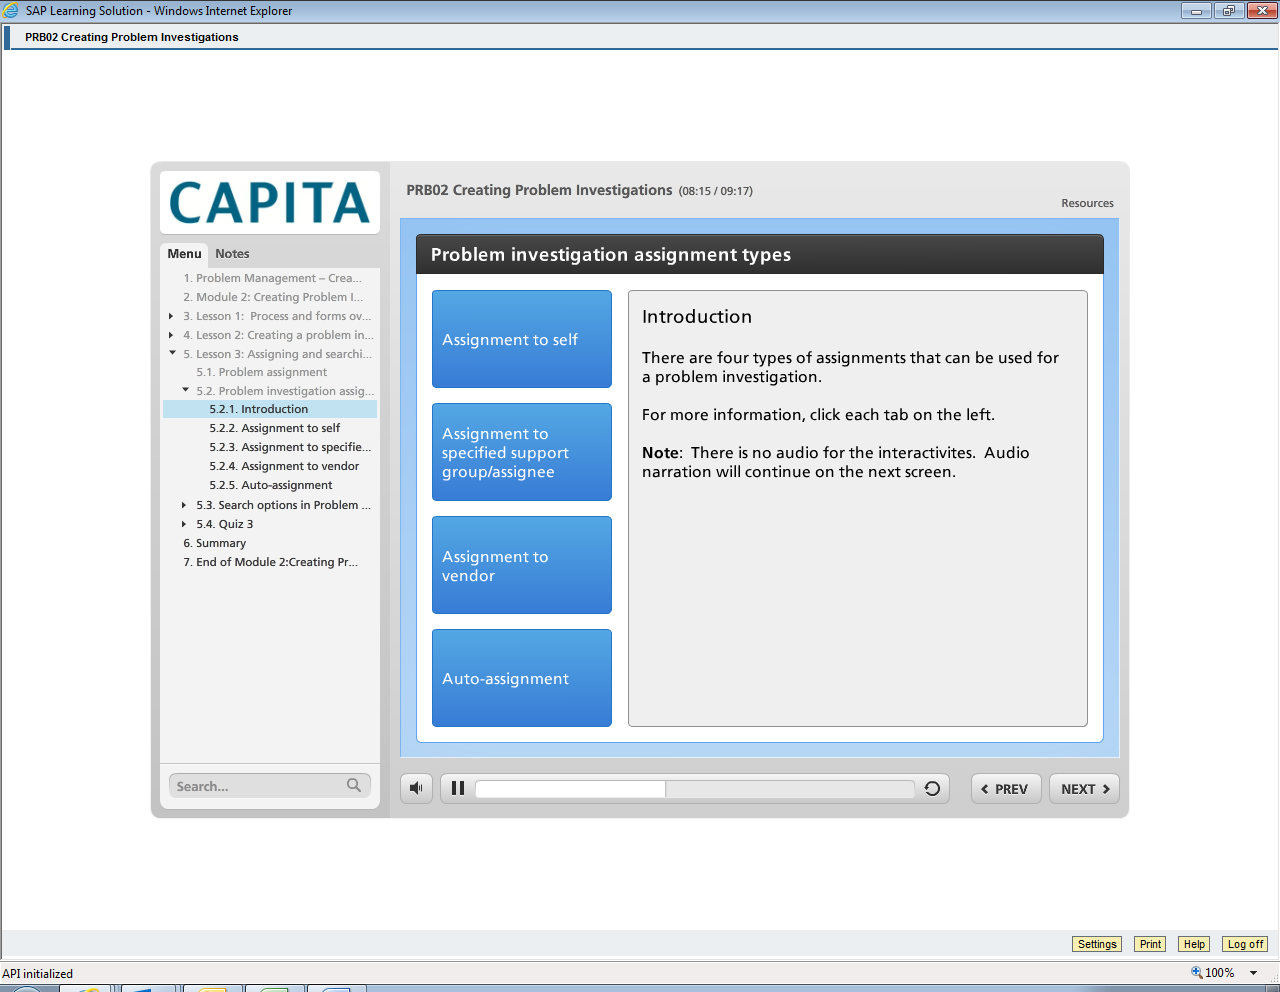 SAP Learning Solution - Windows Internet Explorer
PRB02 Creating Problem Investigations
CAPITA
PRB02 Creating Problem Investigations (08:15 / 09:17)
Resources
Menu
Notes
1. Problem Management – Crea...
2. Module 2: Creating Problem I...
3. Lesson 1:  Process and forms ov...
4. Lesson 2: Creating a problem in...
5. Lesson 3: Assigning and searchi...
5.1. Problem assignment
5.2. Problem investigation assig...
5.2.1. Introduction
5.2.2. Assignment to self
5.2.3. Assignment to specifie...
5.2.4. Assignment to vendor
5.2.5. Auto-assignment
5.3. Search options in Problem ...
5.4. Quiz 3
6. Summary
7. End of Module 2:Creating Pr...
Search...
Problem investigation assignment types
Assignment to self
Assignment to
specified support
group/assignee
Assignment to
vendor
Auto-assignment
Introduction
There are four types of assignments that can be used for
a problem investigation.
For more information, click each tab on the left.
Note:  There is no audio for the interactivites.  Audio
narration will continue on the next screen.
PREV
NEXT
Settings
Print
Help
Log off
API initialized
100%